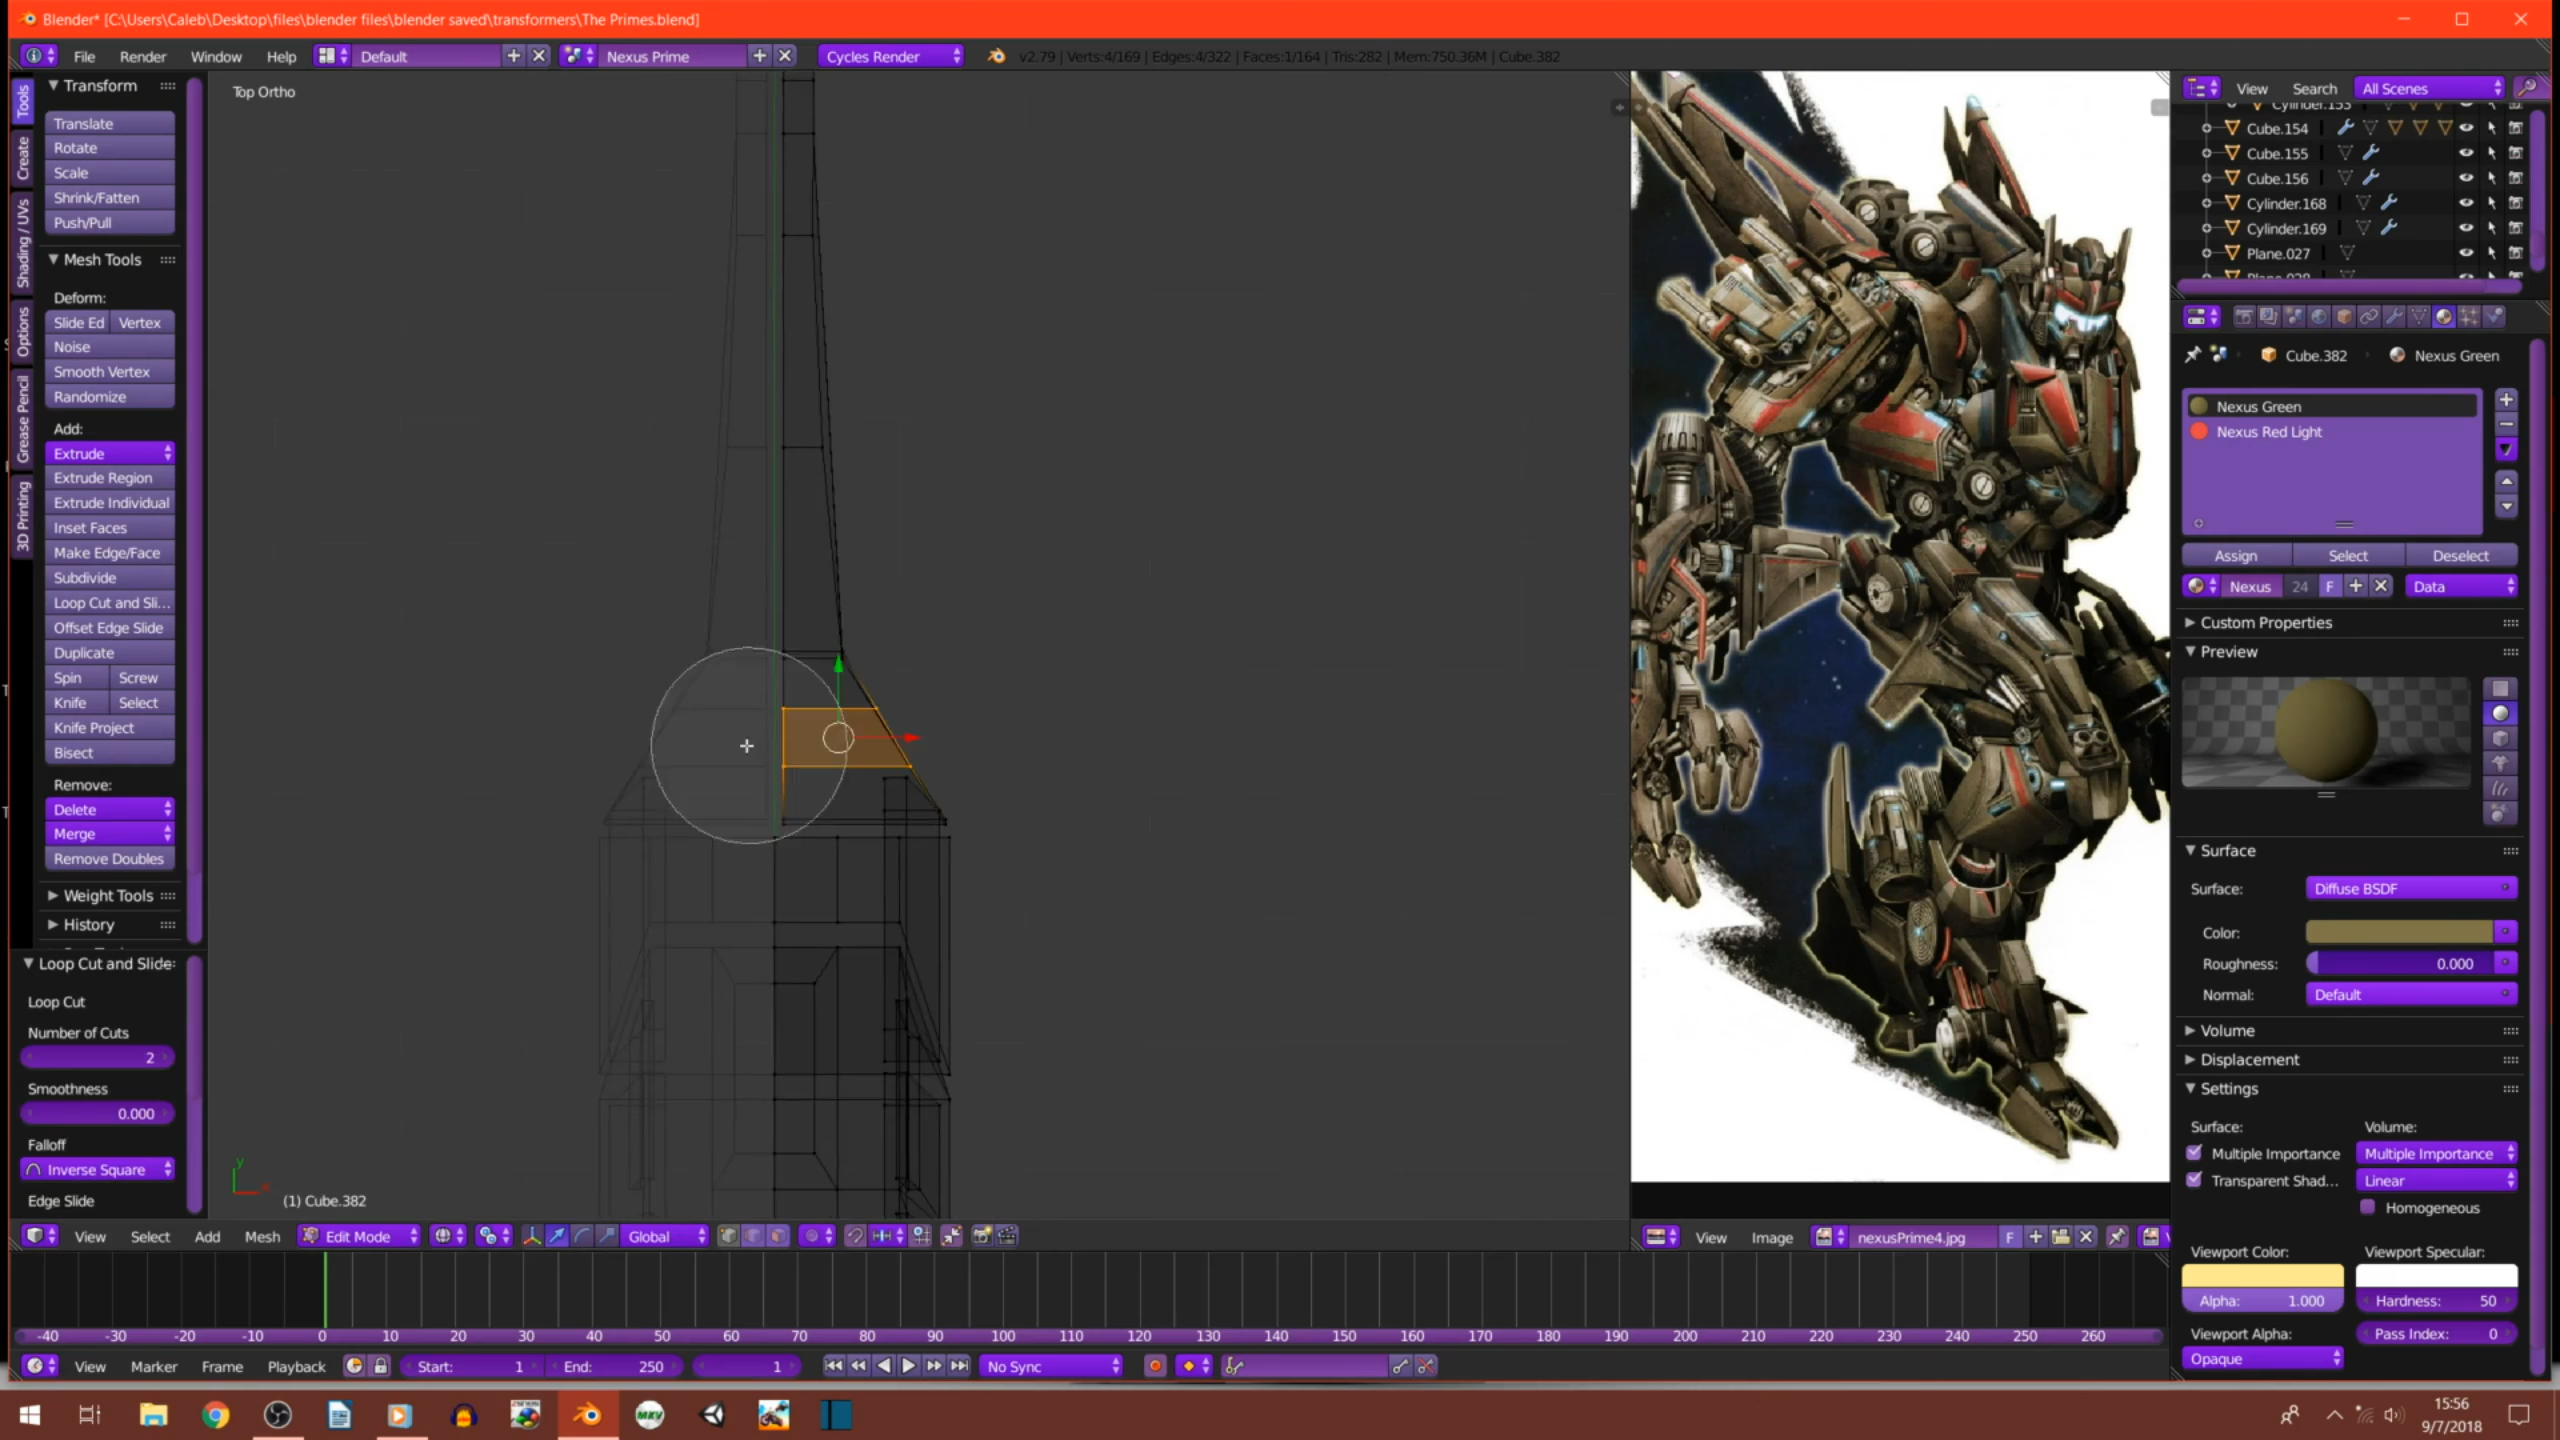 Blender* [C:\Users\Caleb\Desktop\files\blender files\blender saved\transformers\The Primes.blend]
File Render Window Help Default Nexus Prime Cycles Render v2.79 | Verts:4/169 | Edges:4/322 | Faces:1/164 | Tris:282 | Mem:750.36M | Cube.382
Tools
Create
Shading / UVs
Options
Grease Pencil
3D Printing
Transform
Translate
Rotate
Scale
Shrink/Fatten
Push/Pull
Mesh Tools
Deform:
Slide Ed Vertex
Noise
Smooth Vertex
Randomize
Add:
Extrude
Extrude Region
Extrude Individual
Inset Faces
Make Edge/Face
Subdivide
Loop Cut and Sli...
Offset Edge Slide
Duplicate
Spin Screw
Knife Select
Knife Project
Bisect
Remove:
Delete
Merge
Remove Doubles
Weight Tools
History
Loop Cut and Slide:
Loop Cut
Number of Cuts
2
Smoothness
0.000
Falloff
Inverse Square
Edge Slide
Top Ortho
y
(1) Cube.382
View Select Add Mesh Edit Mode Global
View Image nexusPrime4.jpg F
View Search All Scenes
Cylinder.153
Cube.154
Cube.155
Cube.156
Cylinder.168
Cylinder.169
Plane.027
Cube.382 Nexus Green
Nexus Green
Nexus Red Light
Assign Select Deselect
Nexus 24 F Data
Custom Properties
Preview
Surface
Surface: Diffuse BSDF
Color:
Roughness: 0.000
Normal: Default
Volume
Displacement
Settings
Surface: Volume:
Multiple Importance Multiple Importance
Transparent Shad... Linear
Homogeneous
Viewport Color: Viewport Specular:
Alpha: 1.000 Hardness: 50
Viewport Alpha: Pass Index: 0
Opaque
-40 -30 -20 -10 0 10 20 30 40 50 60 70 80 90 100 110 120 130 140 150 160 170 180 190 200 210 220 230 240 250 260
View Marker Frame Playback Start: 1 End: 250 1 No Sync
MKV
15:56
9/7/2018